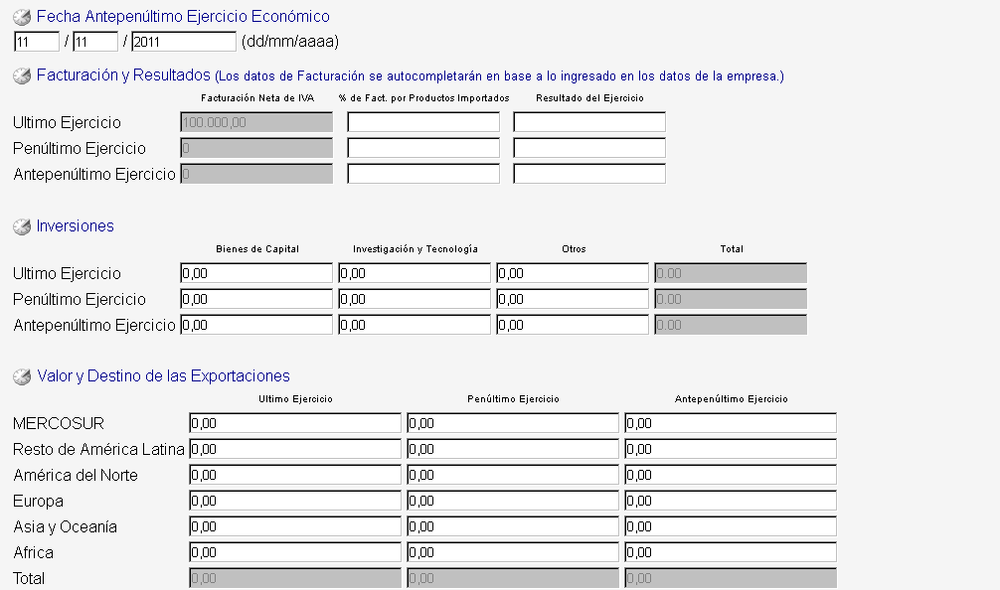 Fecha Antepenúltimo Ejercicio Económico
11 / 11 / 2011 (dd/mm/aaaa)
Facturación y Resultados (Los datos de Facturación se autocompletarán en base a lo ingresado en los datos de la empresa.)
Facturación Neta de IVA % de Fact. por Productos Importados Resultado del Ejercicio
Ultimo Ejercicio 100.000,00
Penúltimo Ejercicio 0
Antepenúltimo Ejercicio 0
Inversiones
Bienes de Capital Investigación y Tecnología Otros Total
Ultimo Ejercicio 0,00 0,00 0,00 0.00
Penúltimo Ejercicio 0,00 0,00 0,00 0.00
Antepenúltimo Ejercicio 0,00 0,00 0,00 0.00
Valor y Destino de las Exportaciones
Ultimo Ejercicio Penúltimo Ejercicio Antepenúltimo Ejercicio
MERCOSUR 0,00 0,00 0,00
Resto de América Latina 0,00 0,00 0,00
América del Norte 0,00 0,00 0,00
Europa 0,00 0,00 0,00
Asia y Oceanía 0,00 0,00 0,00
Africa 0,00 0,00 0,00
Total 0,00 0,00 0,00